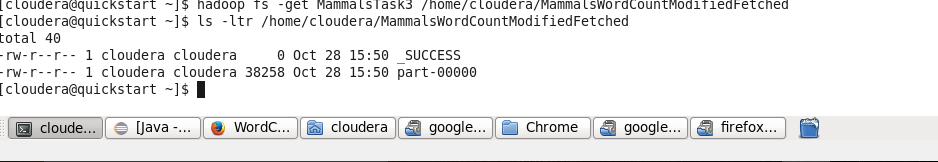 [cloudera@quickstart ~]$ hadoop fs -get MammalsTask3 /home/cloudera/MammalsWordCountModifiedFetched
[cloudera@quickstart ~]$ ls -ltr /home/cloudera/MammalsWordCountModifiedFetched
total 40
-rw-r--r-- 1 cloudera cloudera     0 Oct 28 15:50 _SUCCESS
-rw-r--r-- 1 cloudera cloudera 38258 Oct 28 15:50 part-00000
[cloudera@quickstart ~]$
cloude... [Java -... WordC... cloudera google... Chrome google... firefox...